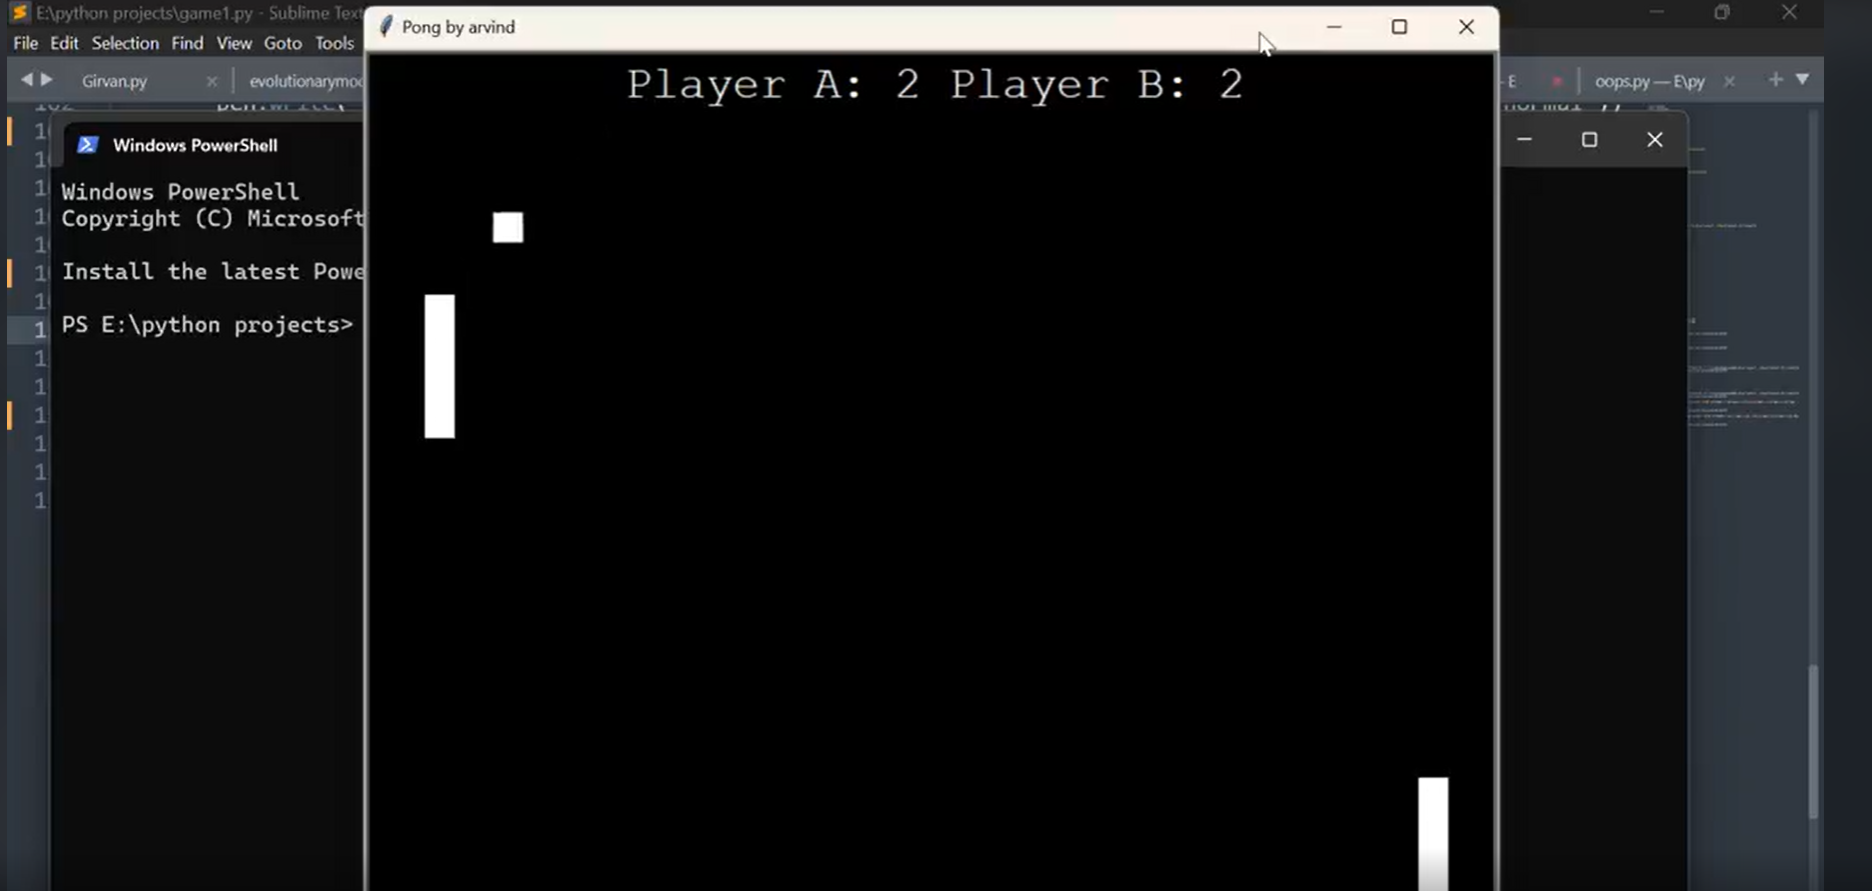 E:\python projects\game1.py - Sublime Text
File Edit Selection Find View Goto Tools
Girvan.py
evolutionarymod
oops.py — E\py
Pong by arvind
Player A: 2 Player B: 2
Windows PowerShell
Windows PowerShell
Copyright (C) Microsoft
Install the latest Powe
PS E:\python projects>